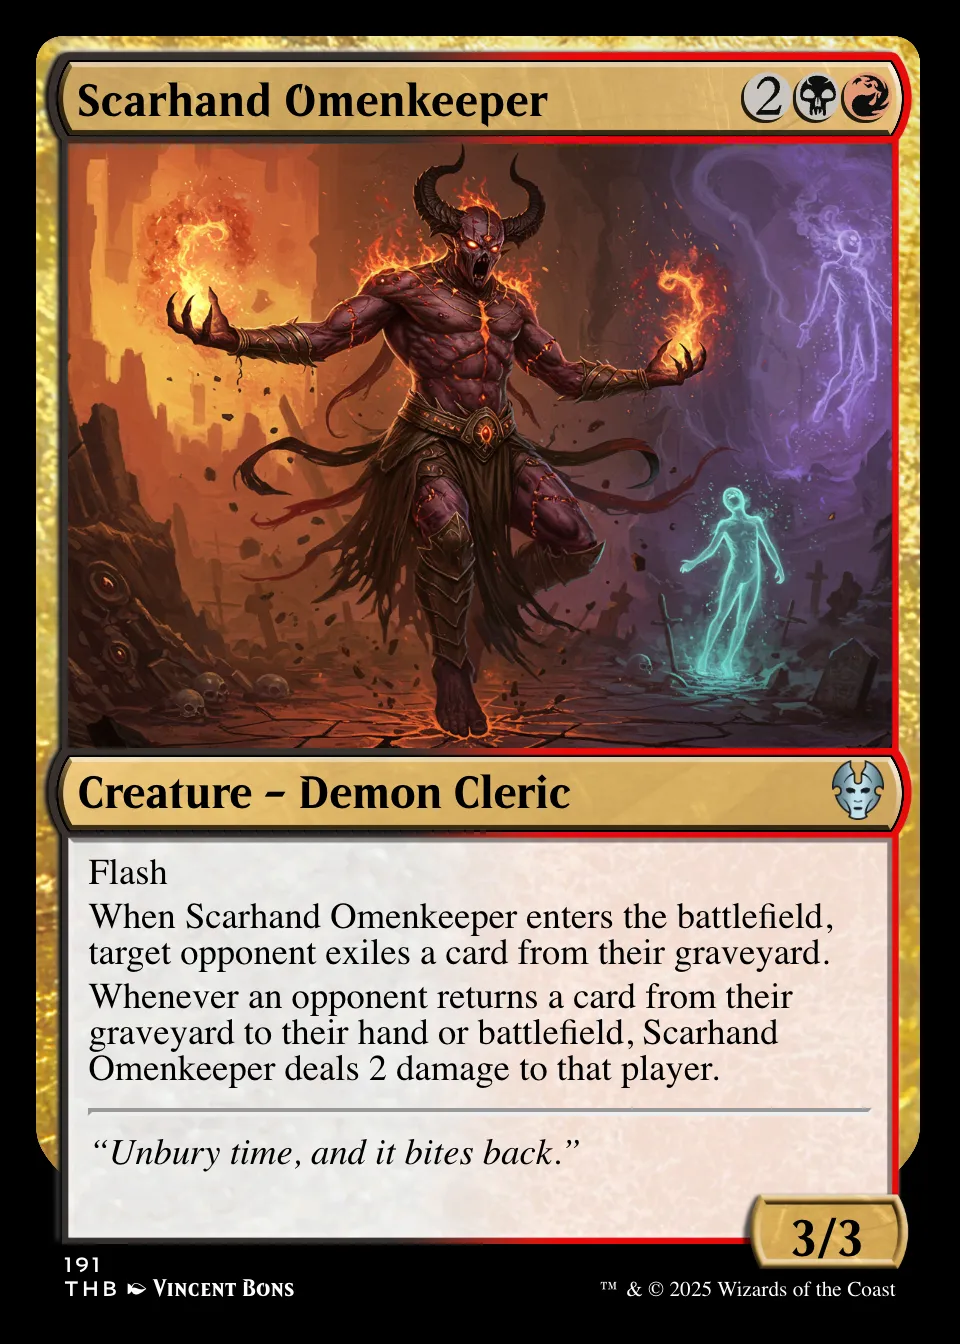 Scarhand Omenkeeper 2
Creature – Demon Cleric
Flash
When Scarhand Omenkeeper enters the battlefield,
target opponent exiles a card from their graveyard.
Whenever an opponent returns a card from their
graveyard to their hand or battlefield, Scarhand
Omenkeeper deals 2 damage to that player.
“Unbury time, and it bites back.”
3/3
191
THB Vincent Bons
™ & © 2025 Wizards of the Coast